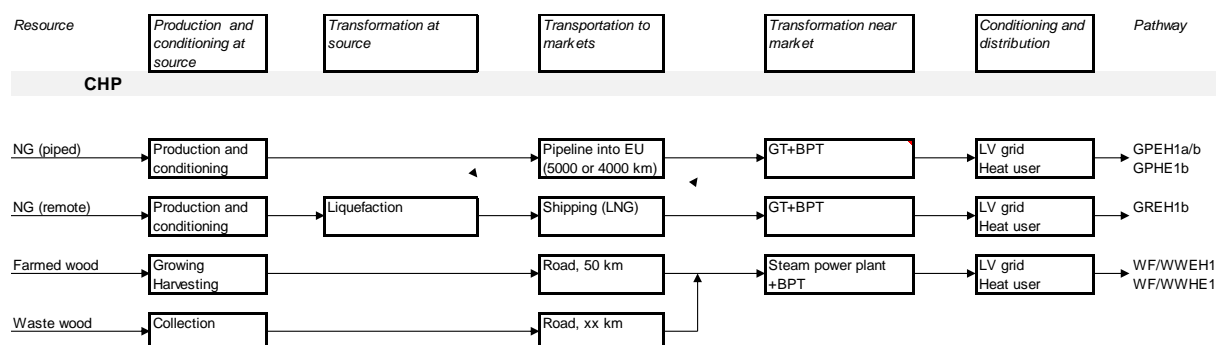 Resource
Production and
conditioning at
source
Transformation at
source
Transportation to
markets
Transformation near
market
Conditioning and
distribution
Pathway
CHP
NG (piped)
Production and
conditioning
Pipeline into EU
(5000 or 4000 km)
GT+BPT
LV grid
Heat user
GPEH1a/b
GPHE1b
NG (remote)
Production and
conditioning
Liquefaction
Shipping (LNG)
GT+BPT
LV grid
Heat user
GREH1b
Farmed wood
Growing
Harvesting
Road, 50 km
Steam power plant
+BPT
LV grid
Heat user
WF/WWEH1
WF/WWHE1
Waste wood
Collection
Road, xx km